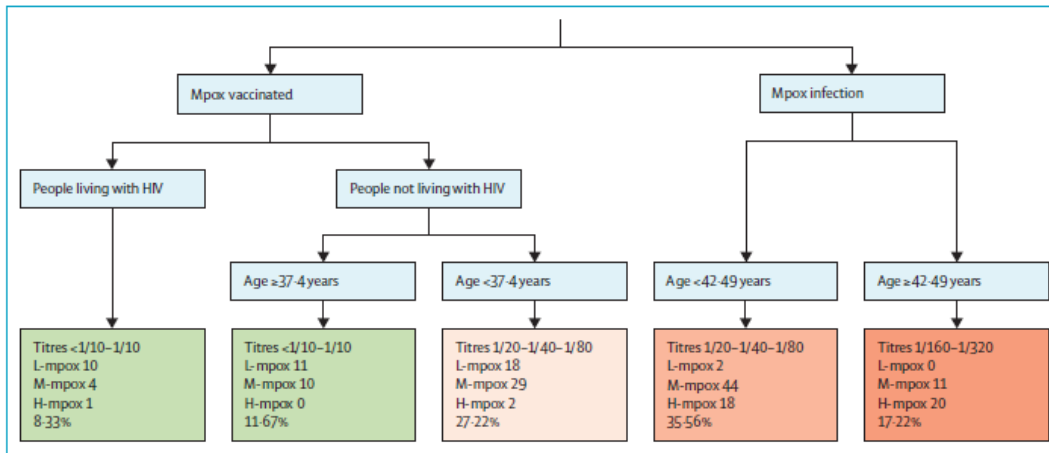 Mpox vaccinated
Mpox infection
People living with HIV
People not living with HIV
Age ≥37·4 years
Age <37·4 years
Age <42·49 years
Age ≥42·49 years
Titres <1/10–1/10
L-mpox 10
M-mpox 4
H-mpox 1
8·33%
Titres <1/10–1/10
L-mpox 11
M-mpox 10
H-mpox 0
11·67%
Titres 1/20–1/40–1/80
L-mpox 18
M-mpox 29
H-mpox 2
27·22%
Titres 1/20–1/40–1/80
L-mpox 2
M-mpox 44
H-mpox 18
35·56%
Titres 1/160–1/320
L-mpox 0
M-mpox 11
H-mpox 20
17·22%